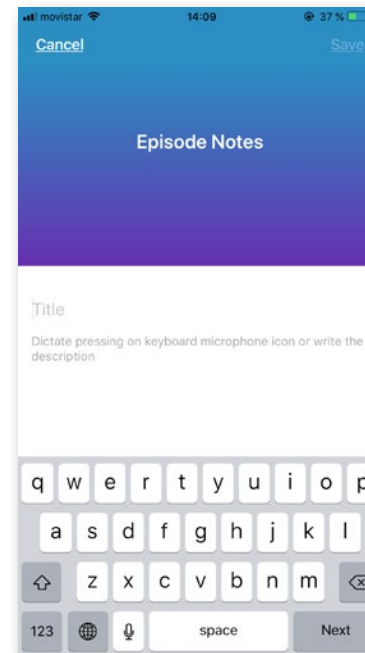 movistar 14:09 37 %
Cancel Save
Episode Notes
Title
Dictate pressing on keyboard microphone icon or write the
description
q w e r t y u i o p
a s d f g h j k l
z x c v b n m
123 space Next